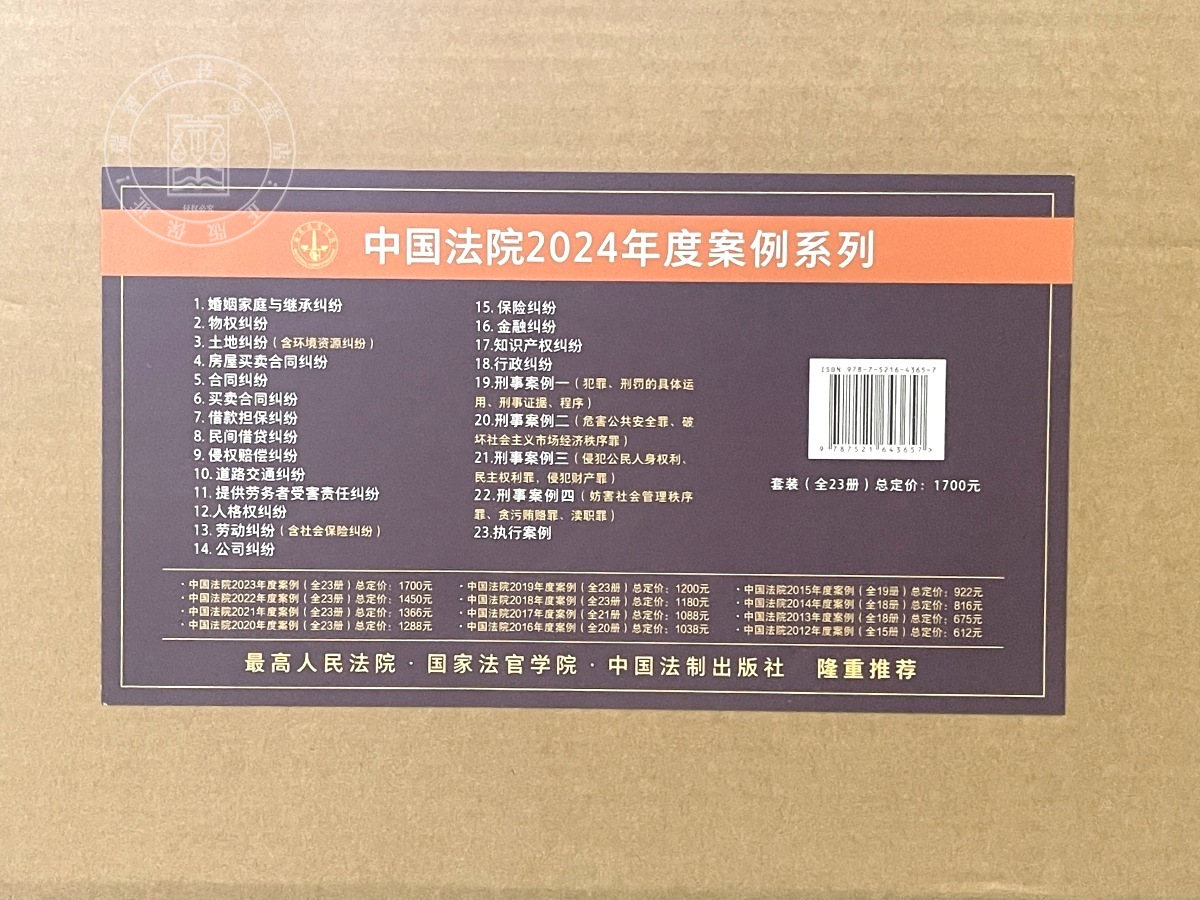 中国法院2024年度案例系列
1. 婚姻家庭与继承纠纷
2. 物权纠纷
3. 土地纠纷（含环境资源纠纷）
4. 房屋买卖合同纠纷
5. 合同纠纷
6. 买卖合同纠纷
7. 借款担保纠纷
8. 民间借贷纠纷
9. 侵权赔偿纠纷
10. 道路交通纠纷
11. 提供劳务者受害责任纠纷
12.人格权纠纷
13. 劳动纠纷（含社会保险纠纷）
14. 公司纠纷
15. 保险纠纷
16. 金融纠纷
17.知识产权纠纷
18.行政纠纷
19.刑事案例一（犯罪、刑罚的具体运
用、刑事证据、程序）
20.刑事案例二（危害公共安全罪、破
坏社会主义市场经济秩序罪）
21.刑事案例三（侵犯公民人身权利、
民主权利罪，侵犯财产罪）
22.刑事案例四（妨害社会管理秩序
罪、贪污贿赂罪、渎职罪）
23.执行案例
ISBN 978-7-5216-4365-7
9 787521 643657 >
套装（全23册）总定价：1700元
·中国法院2023年度案例（全23册）总定价：1700元
·中国法院2022年度案例（全23册）总定价：1450元
·中国法院2021年度案例（全23册）总定价：1366元
·中国法院2020年度案例（全23册）总定价：1288元
·中国法院2019年度案例（全23册）总定价：1200元
·中国法院2018年度案例（全23册）总定价：1180元
·中国法院2017年度案例（全21册）总定价：1088元
·中国法院2016年度案例（全20册）总定价：1038元
·中国法院2015年度案例（全19册）总定价：922元
·中国法院2014年度案例（全18册）总定价：816元
·中国法院2013年度案例（全18册）总定价：675元
·中国法院2012年度案例（全15册）总定价：612元
最高人民法院·国家法官学院·中国法制出版社 隆重推荐